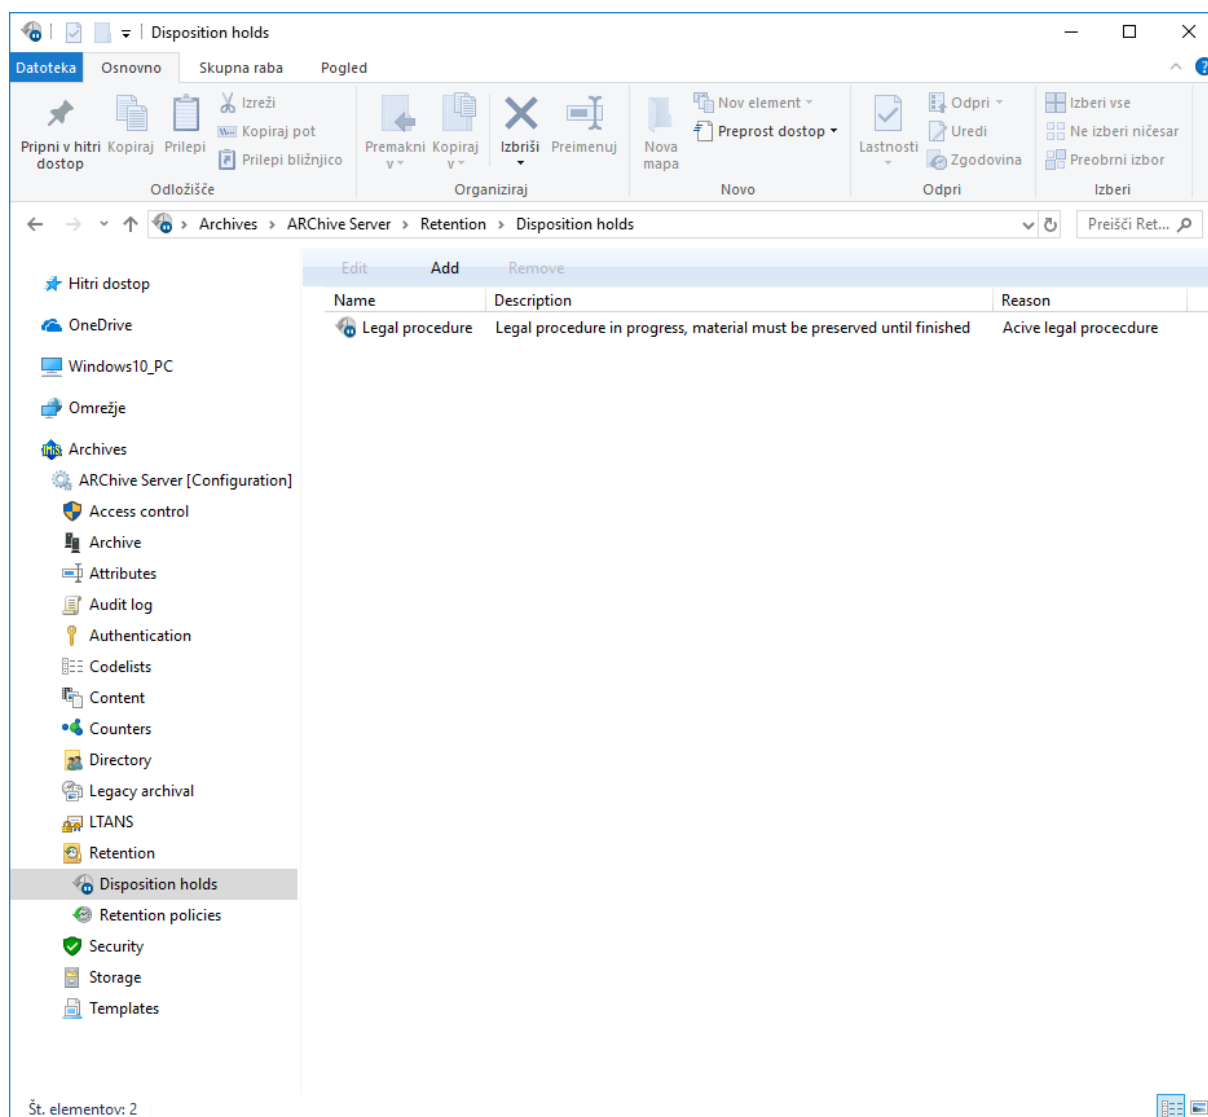 Disposition holds
Datoteka Osnovno Skupna raba Pogled
Pripni v hitri dostop
Kopiraj
Prilepi
Izreži
Kopiraj pot
Prilepi bližnjico
Odložišče
Premakni v
Kopiraj v
Izbriši
Preimenuj
Organiziraj
Nova mapa
Nov element
Preprost dostop
Novo
Lastnosti
Odpri
Uredi
Zgodovina
Odpri
Izberi vse
Ne izberi ničesar
Preobrni izbor
Izberi
Archives > ARChive Server > Retention > Disposition holds
Preišči Ret...
Hitri dostop
OneDrive
Windows10_PC
Omrežje
Archives
ARChive Server [Configuration]
Access control
Archive
Attributes
Audit log
Authentication
Codelists
Content
Counters
Directory
Legacy archival
LTANS
Retention
Disposition holds
Retention policies
Security
Storage
Templates
Edit Add Remove
Name Description Reason
Legal procedure Legal procedure in progress, material must be preserved until finished Acive legal procecdure
Št. elementov: 2